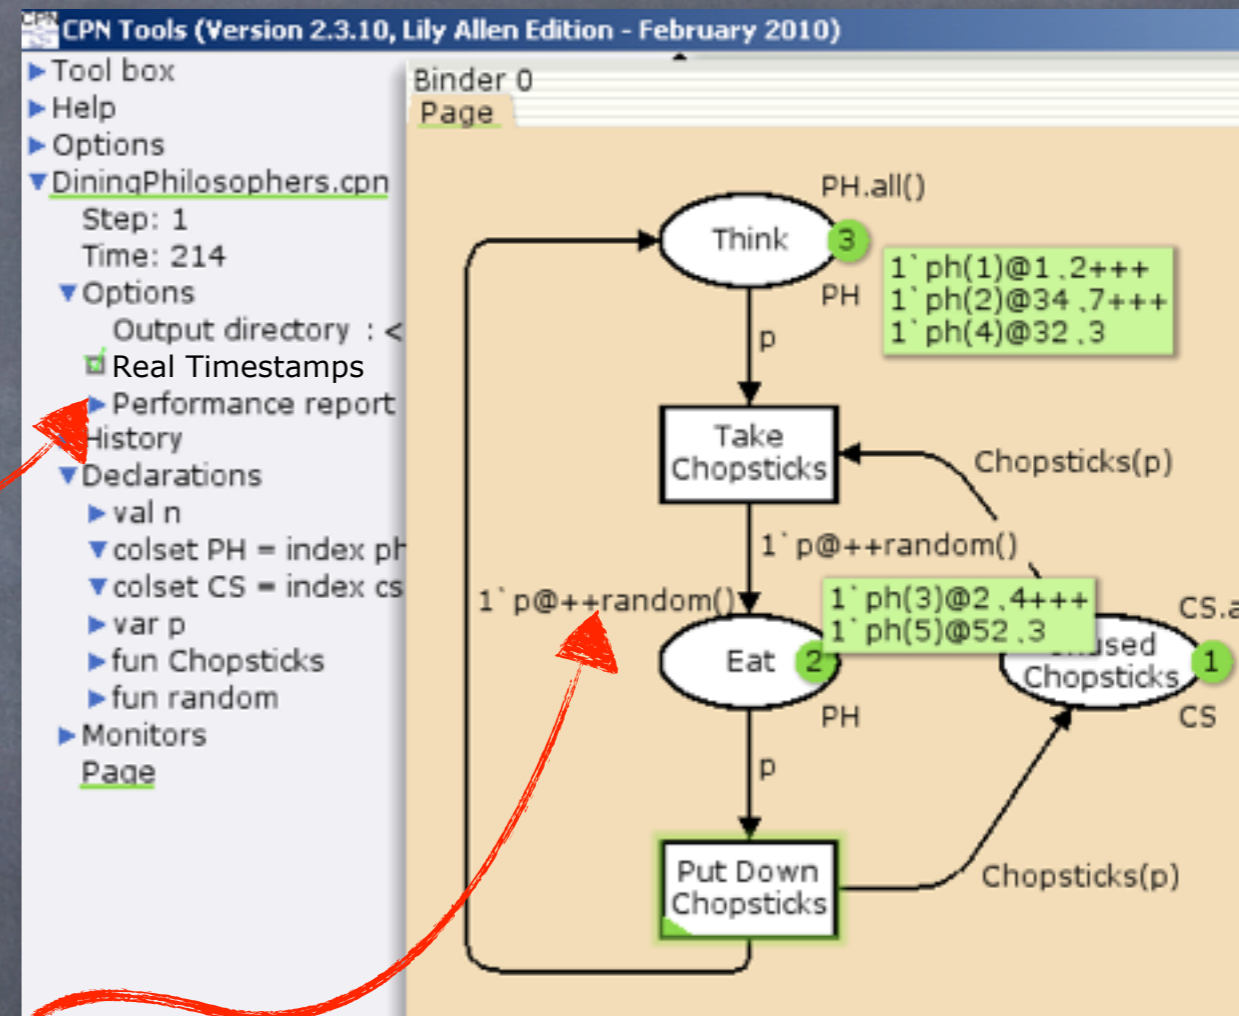 CPN Tools (Version 2.3.10, Lily Allen Edition - February 2010)
Tool box
Help
Options
DiningPhilosophers.cpn
Step: 1
Time: 214
Options
Output directory : <
Real Timestamps
Performance report
History
Declarations
val n
colset PH = index ph
colset CS = index cs
var p
fun Chopsticks
fun random
Monitors
Page
Binder 0
Page
PH.all()
Think
3
1`ph(1)@1.2+++
1`ph(2)@34.7+++
1`ph(4)@32.3
PH
p
Take
Chopsticks
Chopsticks(p)
1`p@++random()
1`p@++random()
1`ph(3)@2.4+++
1`ph(5)@52.3
CS.a
Eat
2
Unused
Chopsticks
1
PH
CS
p
Put Down
Chopsticks
Chopsticks(p)